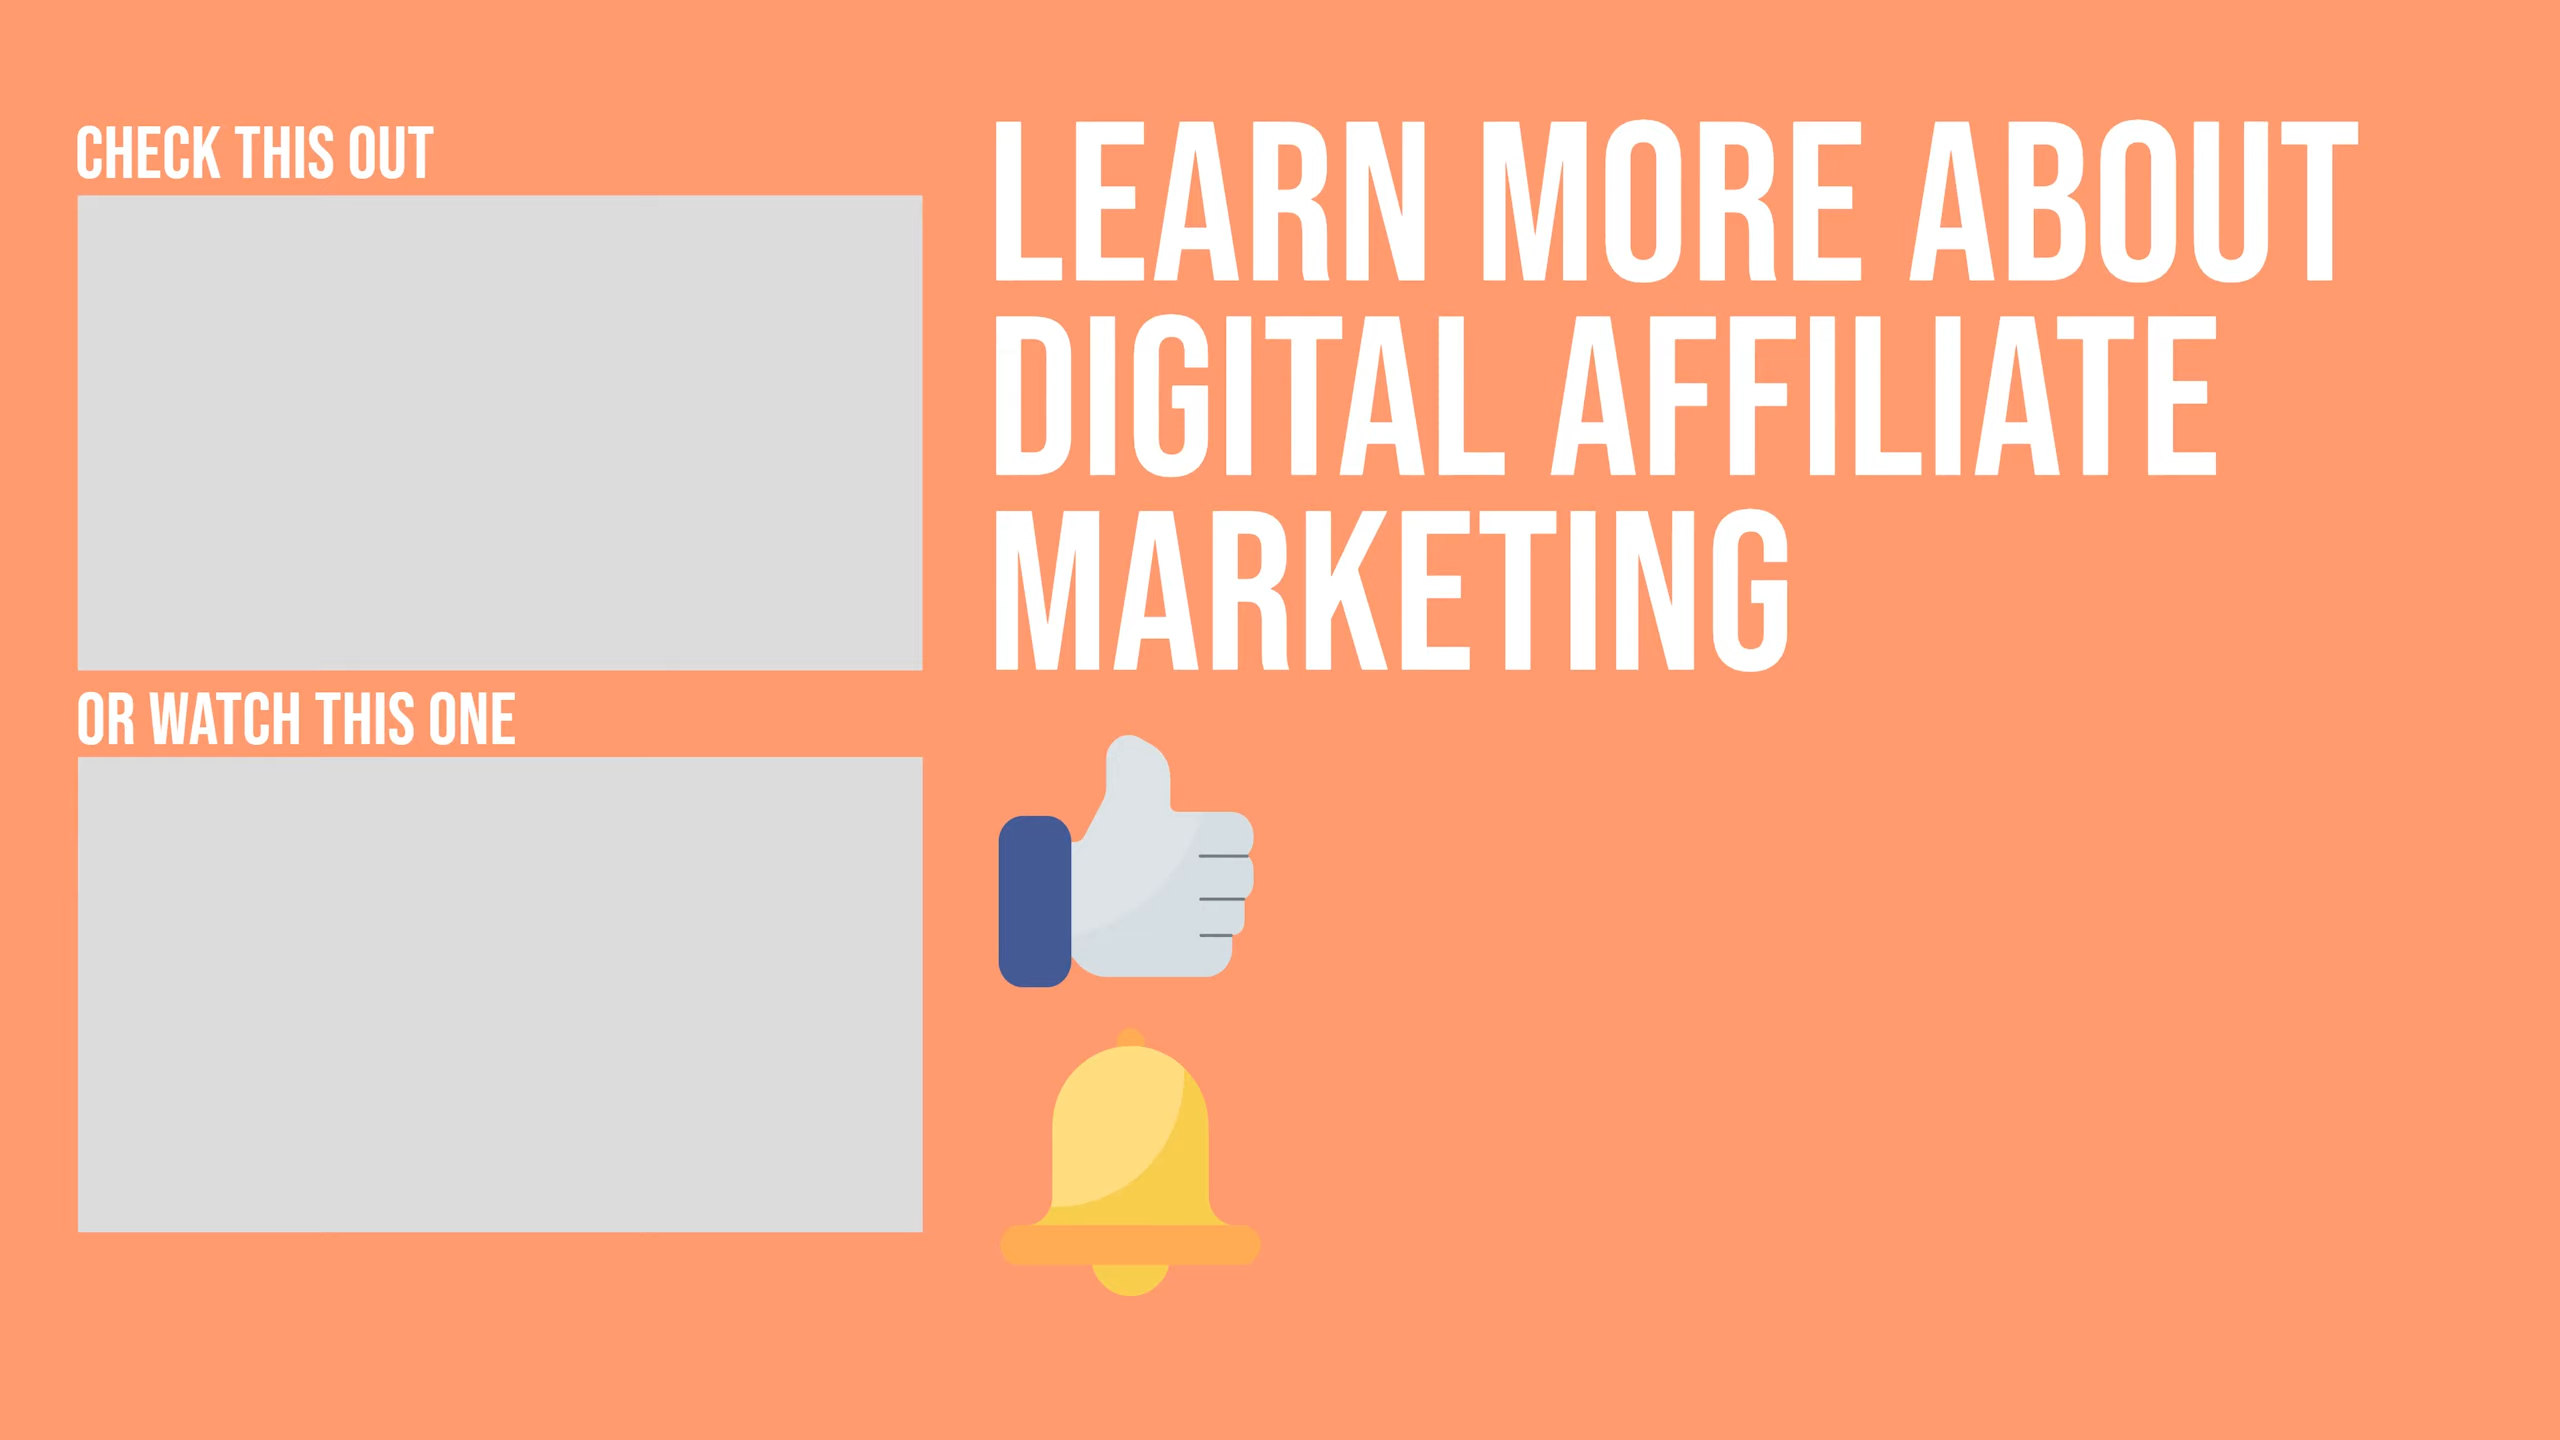 CHECK THIS OUT
OR WATCH THIS ONE
LEARN MORE ABOUT
DIGITAL AFFILIATE
MARKETING